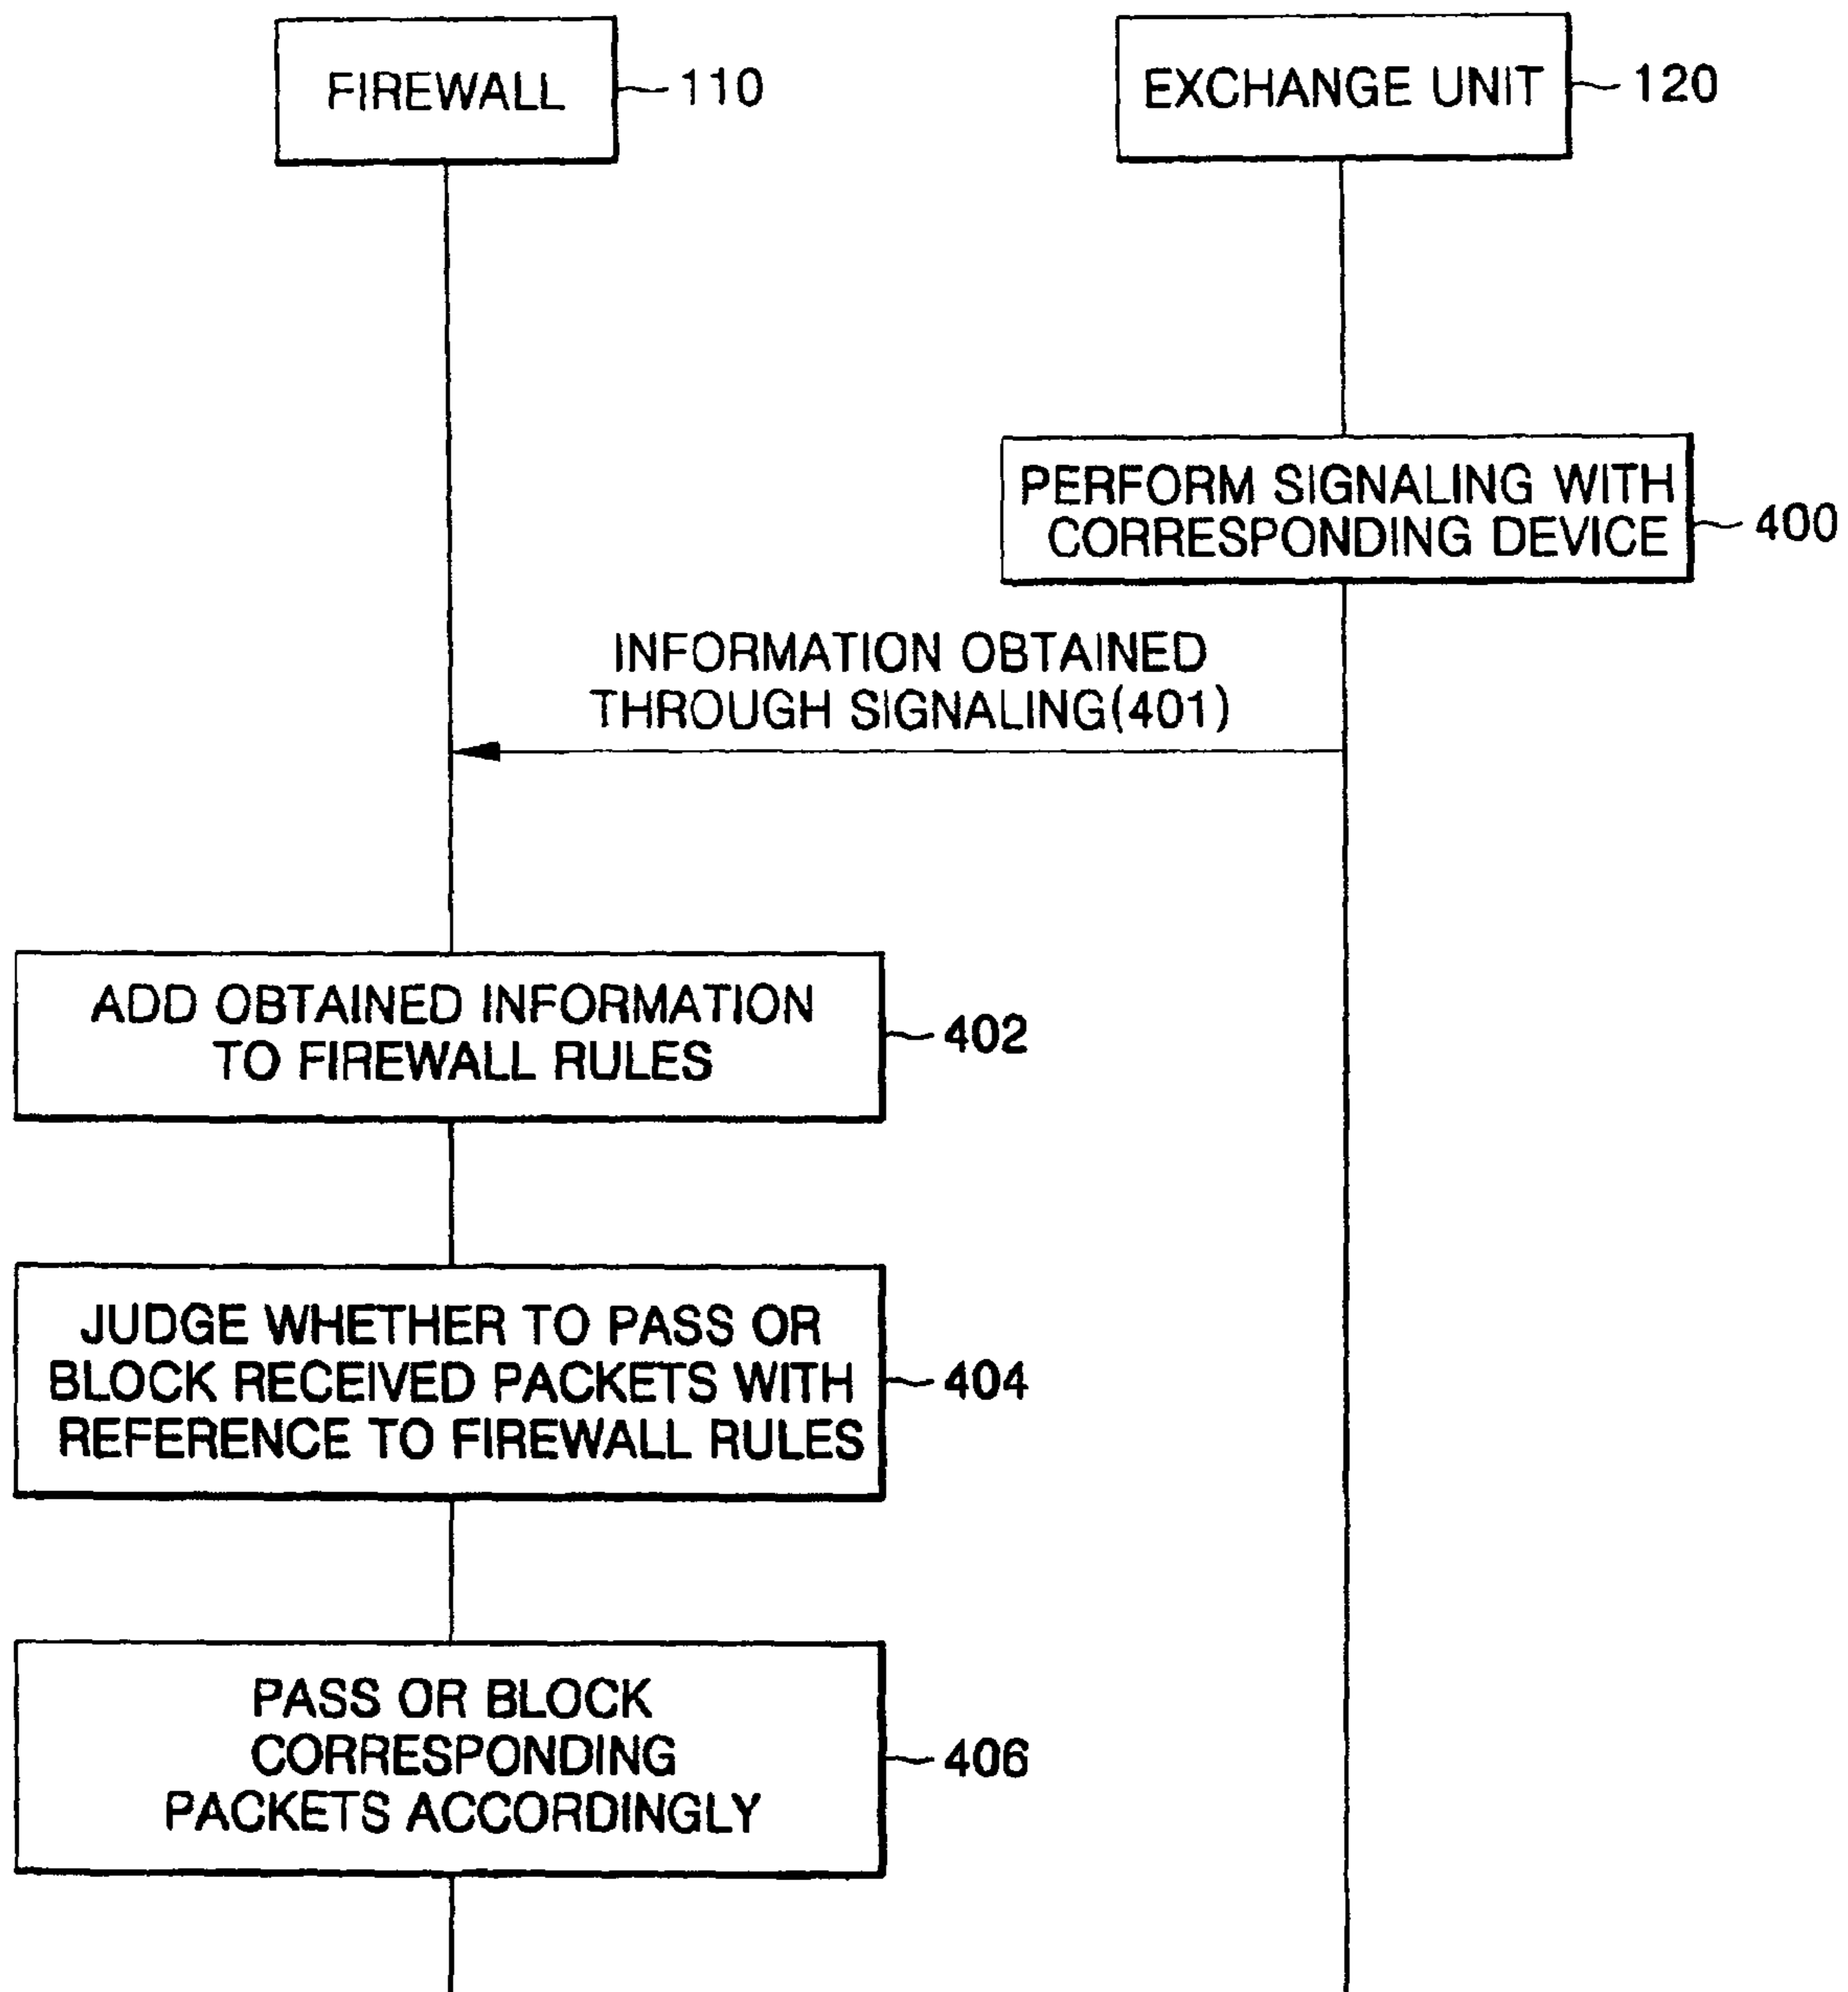 FIREWALL 110
EXCHANGE UNIT 120
PERFORM SIGNALING WITH
CORRESPONDING DEVICE 400
INFORMATION OBTAINED
THROUGH SIGNALING(401)
ADD OBTAINED INFORMATION
TO FIREWALL RULES
402
JUDGE WHETHER TO PASS OR
BLOCK RECEIVED PACKETS WITH
REFERENCE TO FIREWALL RULES
404
PASS OR BLOCK
CORRESPONDING
PACKETS ACCORDINGLY
406